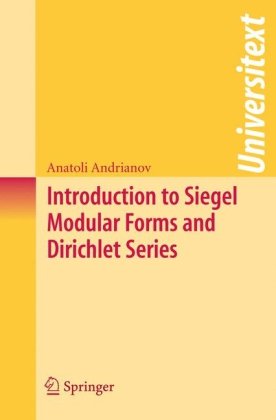 Universitext
Anatoli Andrianov
Introduction to Siegel
Modular Forms and
Dirichlet Series
Springer